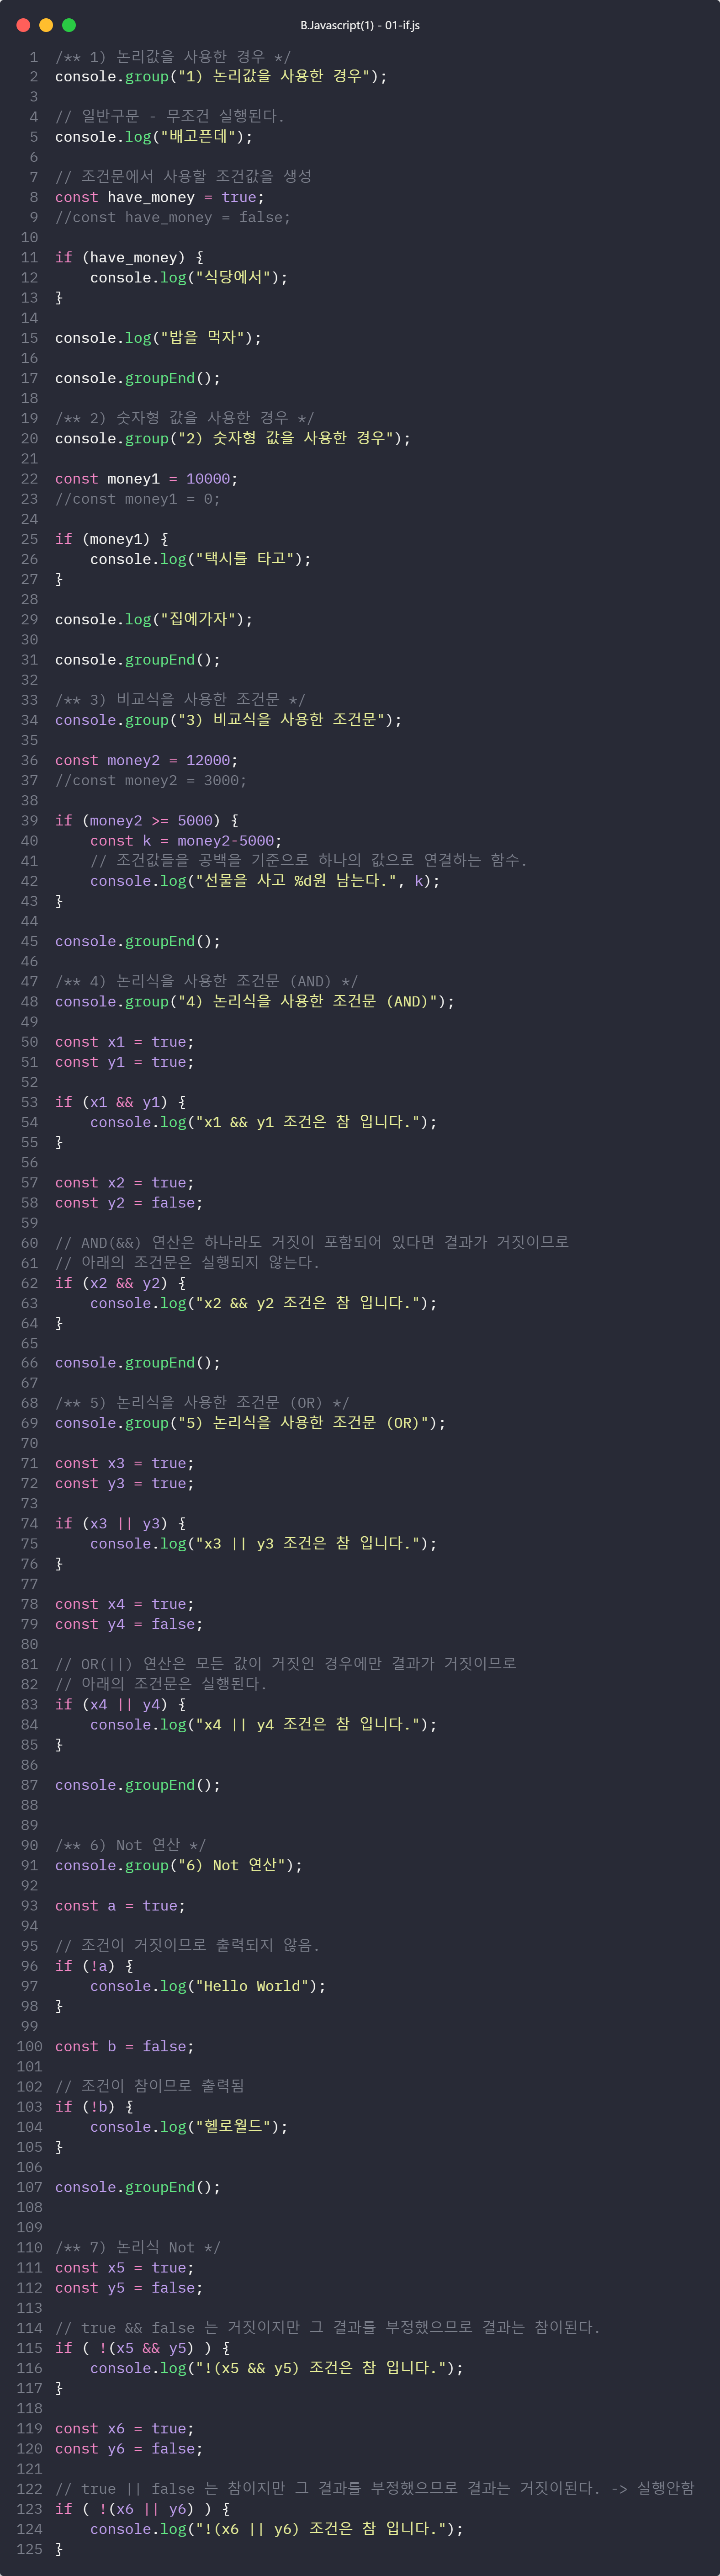 B.Javascript(1) - 01-if.js
1 /** 1) 논리값을 사용한 경우 */
2 console.group("1) 논리값을 사용한 경우");
3
4 // 일반구문 - 무조건 실행된다.
5 console.log("배고픈데");
6
7 // 조건문에서 사용할 조건값을 생성
8 const have_money = true;
9 //const have_money = false;
10
11 if (have_money) {
12     console.log("식당에서");
13 }
14
15 console.log("밥을 먹자");
16
17 console.groupEnd();
18
19 /** 2) 숫자형 값을 사용한 경우 */
20 console.group("2) 숫자형 값을 사용한 경우");
21
22 const money1 = 10000;
23 //const money1 = 0;
24
25 if (money1) {
26     console.log("택시를 타고");
27 }
28
29 console.log("집에가자");
30
31 console.groupEnd();
32
33 /** 3) 비교식을 사용한 조건문 */
34 console.group("3) 비교식을 사용한 조건문");
35
36 const money2 = 12000;
37 //const money2 = 3000;
38
39 if (money2 >= 5000) {
40     const k = money2-5000;
41     // 조건값들을 공백을 기준으로 하나의 값으로 연결하는 함수.
42     console.log("선물을 사고 %d원 남는다.", k);
43 }
44
45 console.groupEnd();
46
47 /** 4) 논리식을 사용한 조건문 (AND) */
48 console.group("4) 논리식을 사용한 조건문 (AND)");
49
50 const x1 = true;
51 const y1 = true;
52
53 if (x1 && y1) {
54     console.log("x1 && y1 조건은 참 입니다.");
55 }
56
57 const x2 = true;
58 const y2 = false;
59
60 // AND(&&) 연산은 하나라도 거짓이 포함되어 있다면 결과가 거짓이므로
61 // 아래의 조건문은 실행되지 않는다.
62 if (x2 && y2) {
63     console.log("x2 && y2 조건은 참 입니다.");
64 }
65
66 console.groupEnd();
67
68 /** 5) 논리식을 사용한 조건문 (OR) */
69 console.group("5) 논리식을 사용한 조건문 (OR)");
70
71 const x3 = true;
72 const y3 = true;
73
74 if (x3 || y3) {
75     console.log("x3 || y3 조건은 참 입니다.");
76 }
77
78 const x4 = true;
79 const y4 = false;
80
81 // OR(||) 연산은 모든 값이 거짓인 경우에만 결과가 거짓이므로
82 // 아래의 조건문은 실행된다.
83 if (x4 || y4) {
84     console.log("x4 || y4 조건은 참 입니다.");
85 }
86
87 console.groupEnd();
88
89
90 /** 6) Not 연산 */
91 console.group("6) Not 연산");
92
93 const a = true;
94
95 // 조건이 거짓이므로 출력되지 않음.
96 if (!a) {
97     console.log("Hello World");
98 }
99
100 const b = false;
101
102 // 조건이 참이므로 출력됨
103 if (!b) {
104     console.log("헬로월드");
105 }
106
107 console.groupEnd();
108
109
110 /** 7) 논리식 Not */
111 const x5 = true;
112 const y5 = false;
113
114 // true && false 는 거짓이지만 그 결과를 부정했으므로 결과는 참이된다.
115 if ( !(x5 && y5) ) {
116     console.log("!(x5 && y5) 조건은 참 입니다.");
117 }
118
119 const x6 = true;
120 const y6 = false;
121
122 // true || false 는 참이지만 그 결과를 부정했으므로 결과는 거짓이된다. -> 실행안함
123 if ( !(x6 || y6) ) {
124     console.log("!(x6 || y6) 조건은 참 입니다.");
125 }